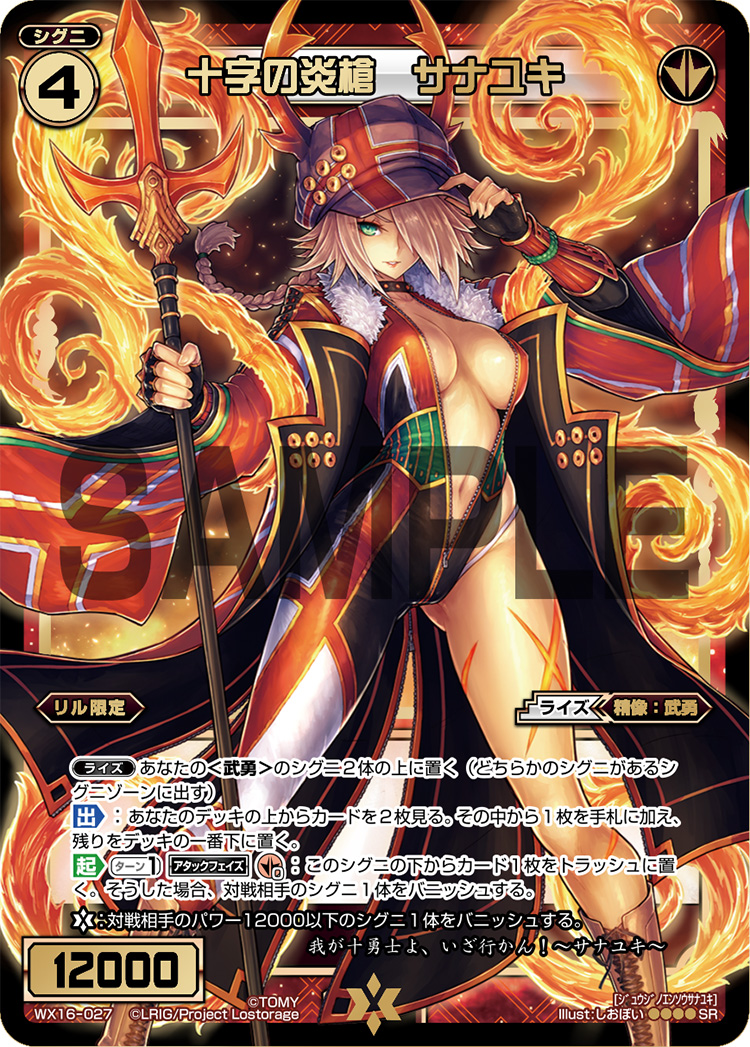 シグニ
4
十字の炎槍 サナユキ
SAMPLE
リル限定
ライズ 精像：武勇
ライズ あなたの<武勇>のシグニ2体の上に置く（どちらかのシグニがあるシ
グニゾーンに出す）
出：あなたのデッキの上からカードを2枚見る。その中から1枚を手札に加え、
残りをデッキの一番下に置く。
起 ターン1 アタックフェイズ 0：このシグニの下からカード1枚をトラッシュに置
く。そうした場合、対戦相手のシグニ1体をバニッシュする。
：対戦相手のパワー12000以下のシグニ1体をバニッシュする。
我が十勇士よ、いざ行かん！～サナユキ～
12000
©TOMY
[ジュウジノエンソウサナユキ]
WX16-027 ©LRIG/Project Lostorage
Illust:しおぼい ●●●●SR